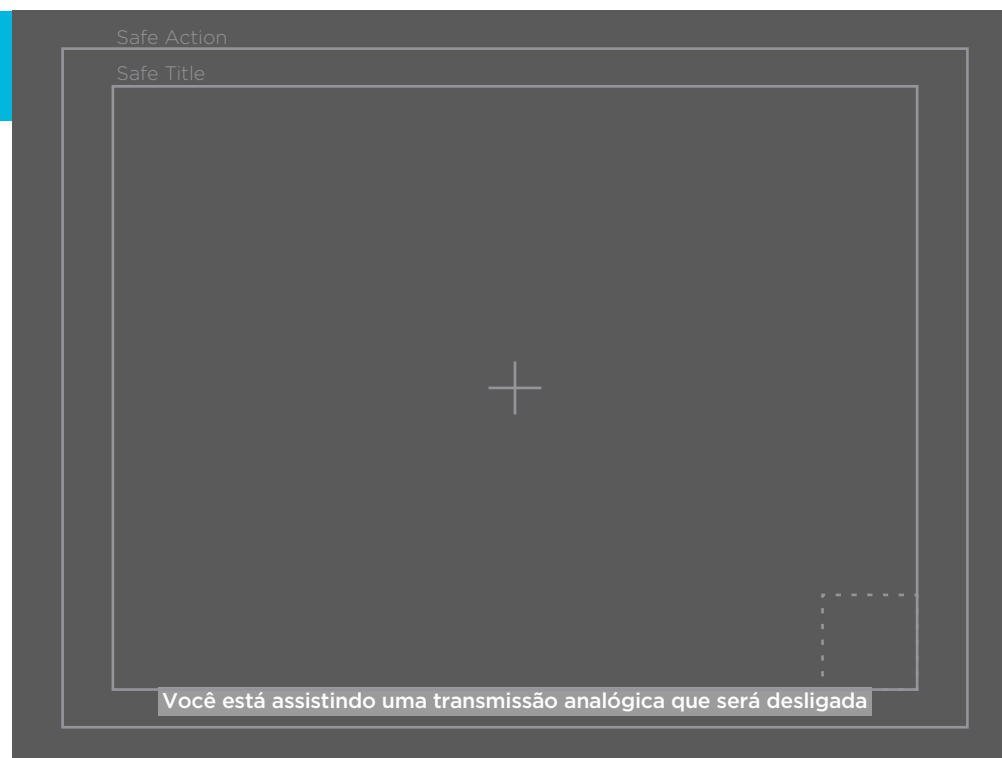 Safe Action
Safe Title
Você está assistindo uma transmissão analógica que será desligada